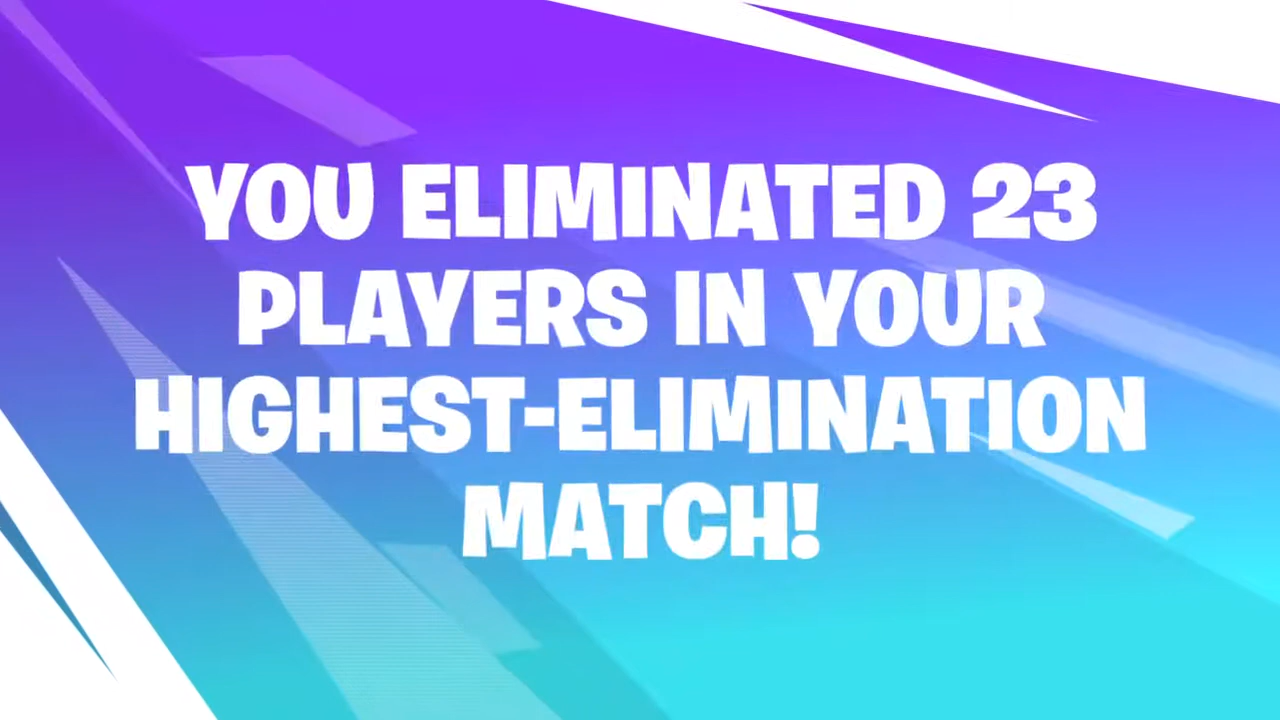 YOU ELIMINATED 23
PLAYERS IN YOUR
HIGHEST-ELIMINATION
MATCH!